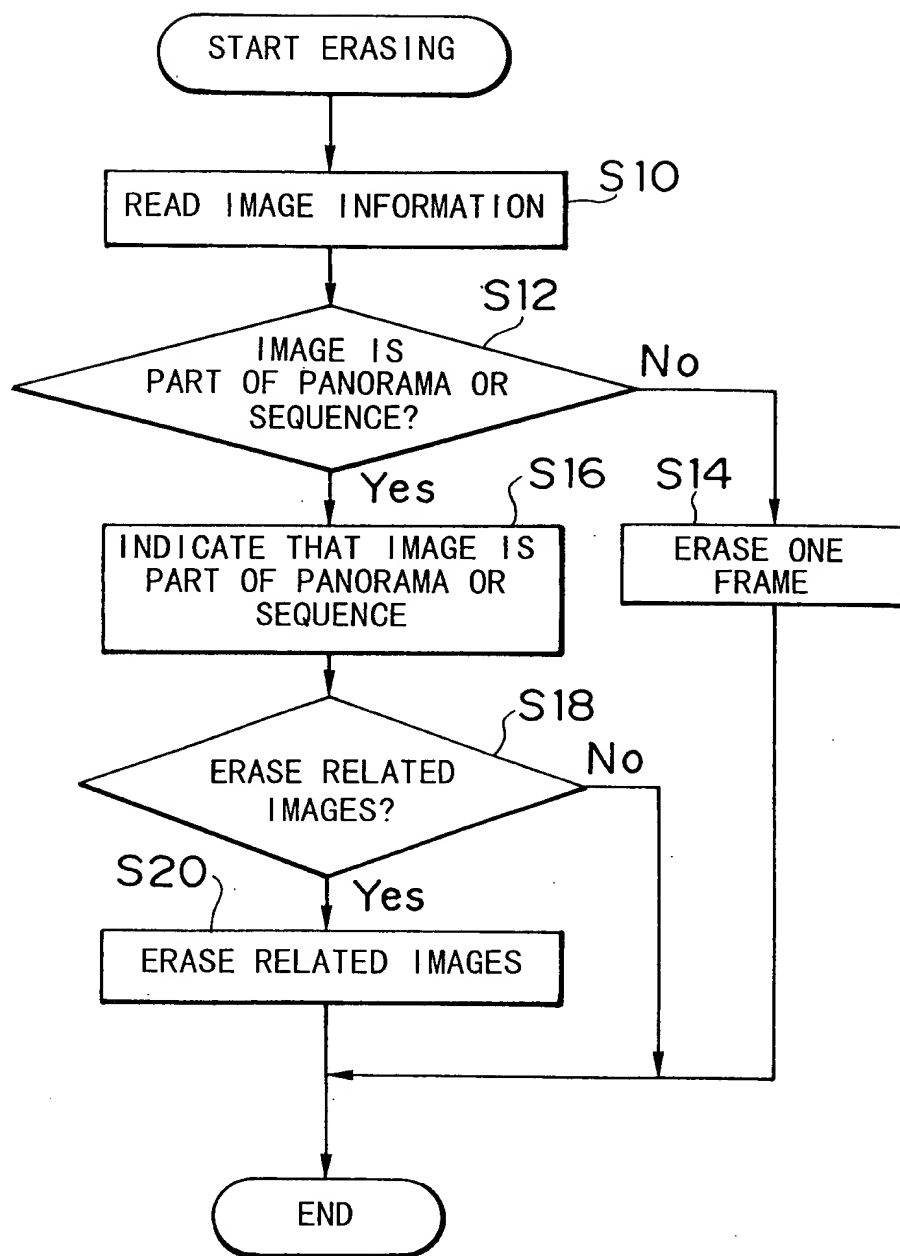 START ERASING
S10
READ IMAGE INFORMATION
S12
IMAGE IS
PART OF PANORAMA OR
SEQUENCE?
No
Yes
S16
S14
INDICATE THAT IMAGE IS
PART OF PANORAMA OR
SEQUENCE
ERASE ONE
FRAME
S18
ERASE RELATED
IMAGES?
No
S20
Yes
ERASE RELATED IMAGES
END